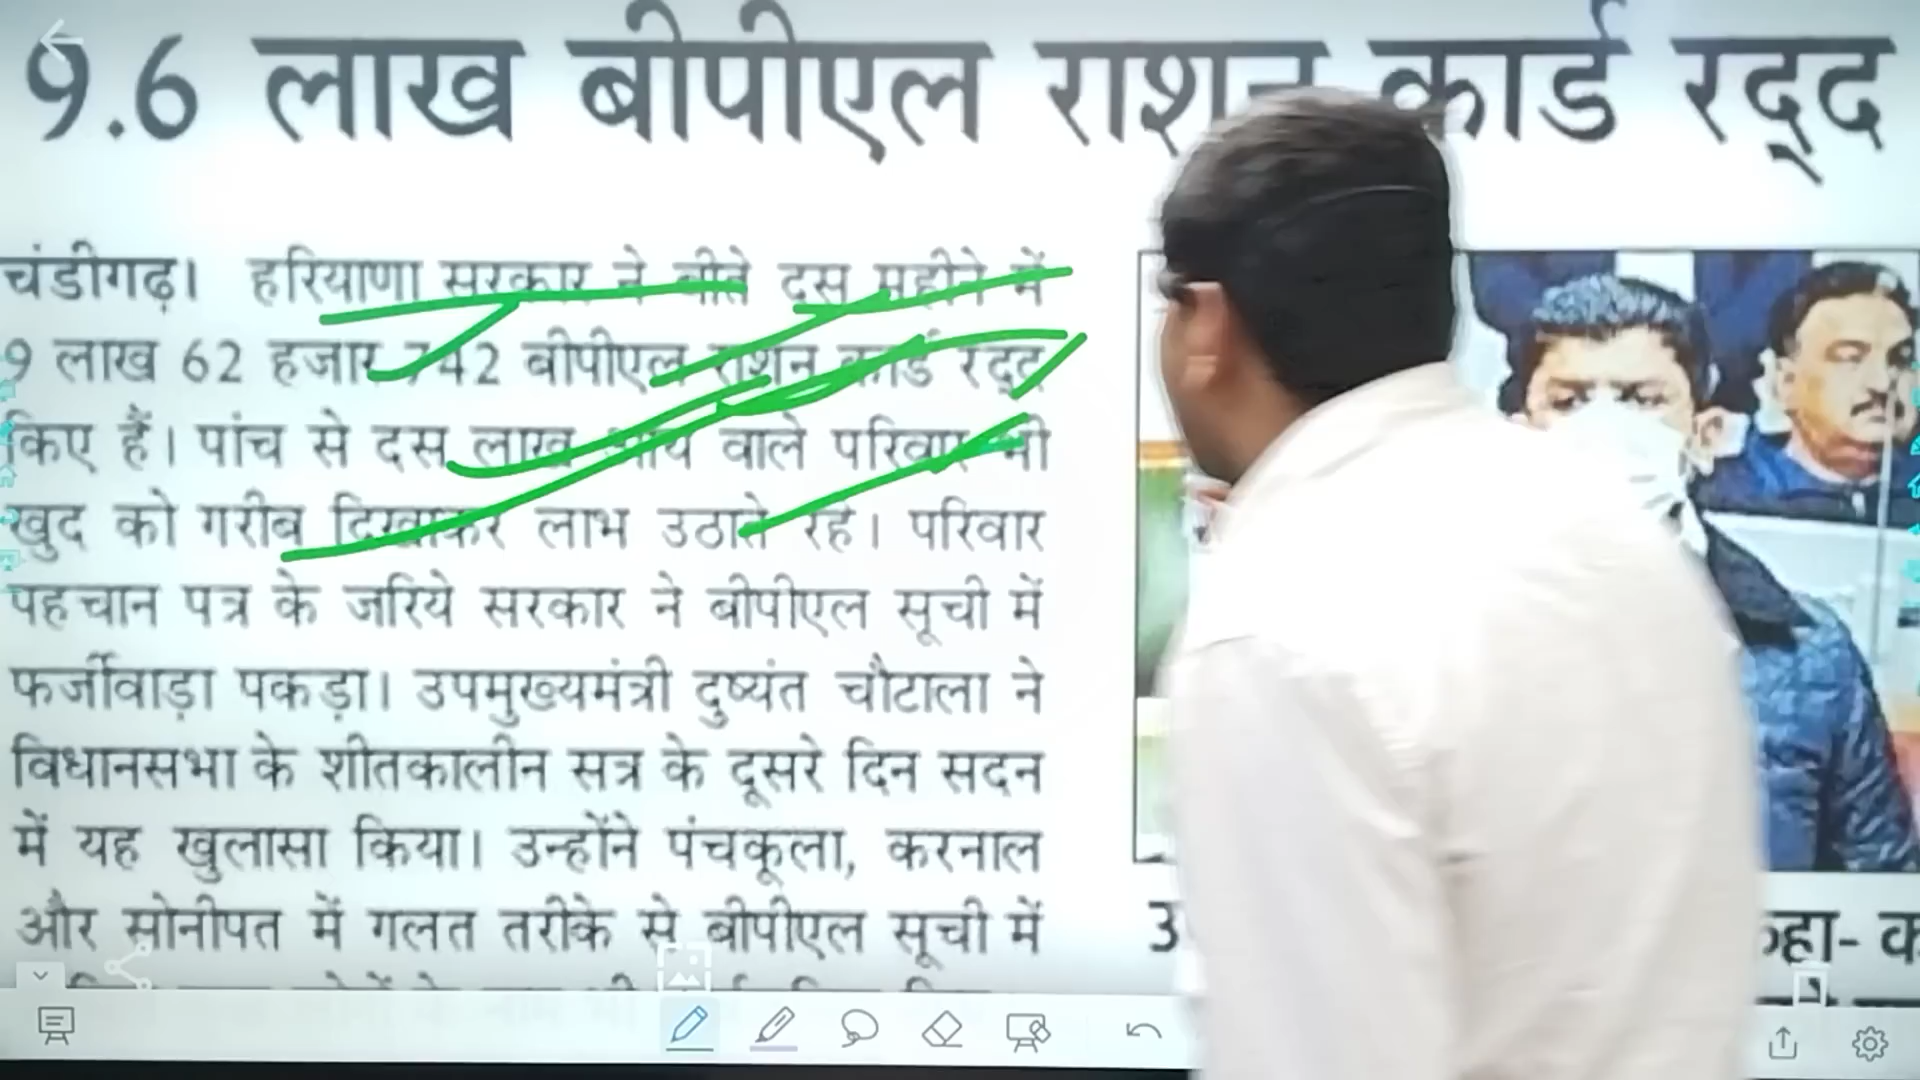 9.6 लाख बीपीएल राशन कार्ड रद्द
चंडीगढ़। हरियाणा सरकार ने बीते दस महीने में
9 लाख 62 हजार 742 बीपीएल राशन कार्ड रद्द
किए हैं। पांच से दस लाख आय वाले परिवार भी
खुद को गरीब दिखाकर लाभ उठाते रहे। परिवार
पहचान पत्र के जरिये सरकार ने बीपीएल सूची में
फर्जीवाड़ा पकड़ा। उपमुख्यमंत्री दुष्यंत चौटाला ने
विधानसभा के शीतकालीन सत्र के दूसरे दिन सदन
में यह खुलासा किया। उन्होंने पंचकूला, करनाल
और सोनीपत में गलत तरीके से बीपीएल सूची में